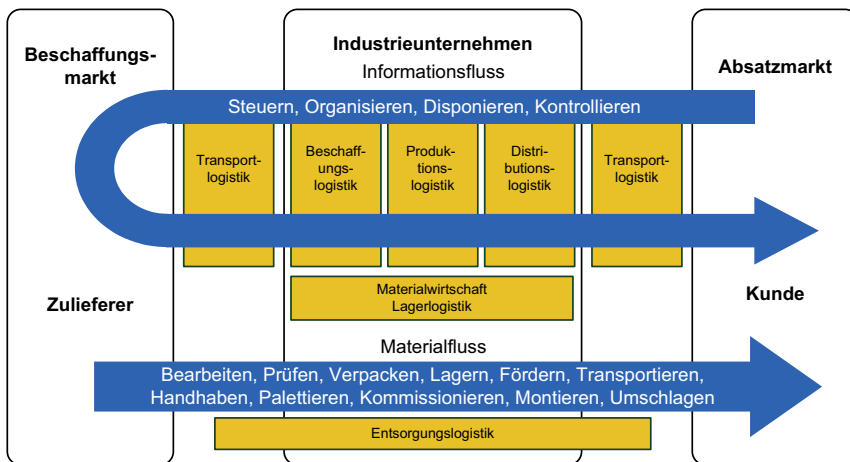 Beschaffungs-
markt
Industrieunternehmen
Informationsfluss
Absatzmarkt
Steuern, Organisieren, Disponieren, Kontrollieren
Transport-
logistik
Beschaff-
ungs-
logistik
Produk-
tions-
logistik
Distri-
butions-
logistik
Transport-
logistik
Materialwirtschaft
Lagerlogistik
Zulieferer
Kunde
Materialfluss
Bearbeiten, Prüfen, Verpacken, Lagern, Fördern, Transportieren,
Handhaben, Palettieren, Kommissionieren, Montieren, Umschlagen
Entsorgungslogistik